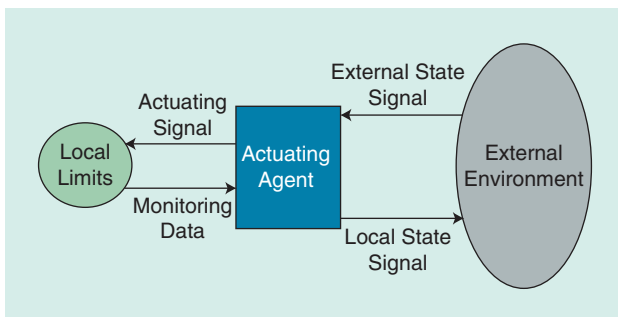 External State
Signal
Actuating
Signal
Local
Limits
Actuating
Agent
External
Environment
Monitoring
Data
Local State
Signal